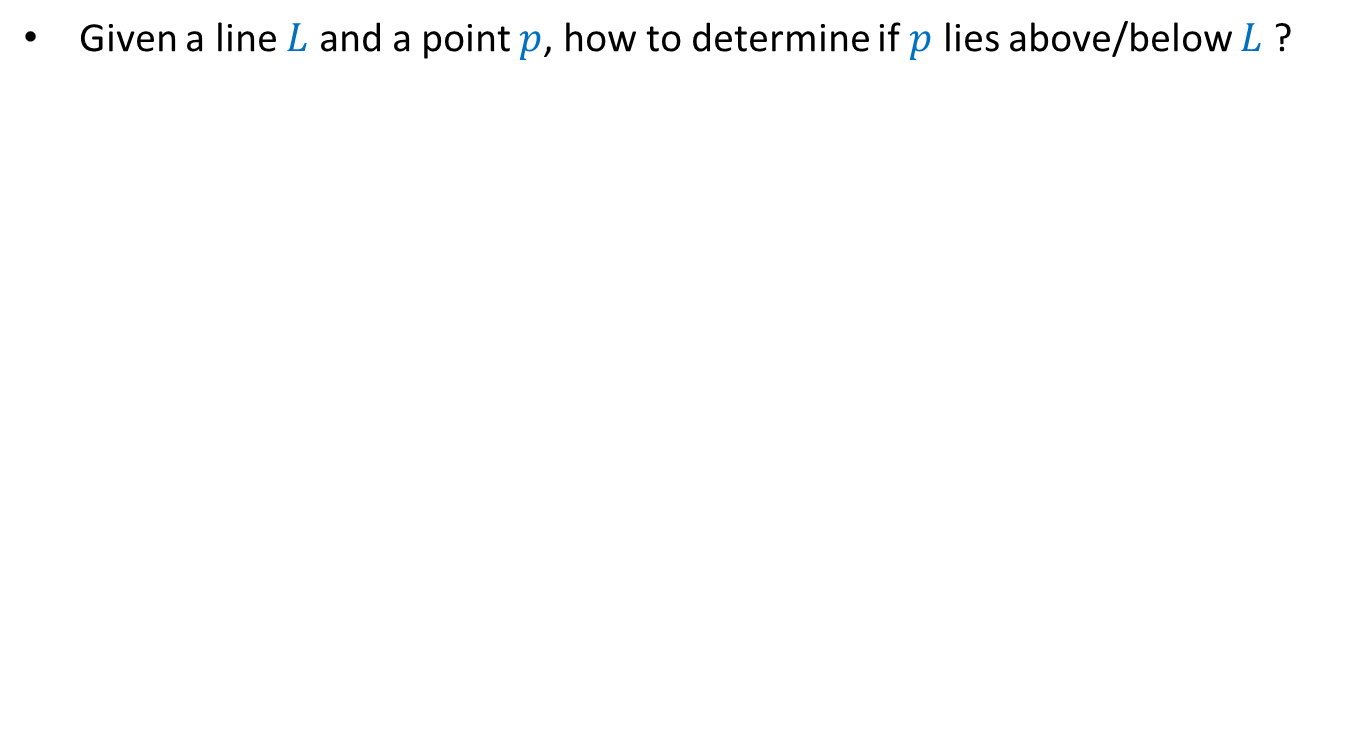 • Given a line L and a point p, how to determine if p lies above/below L ?